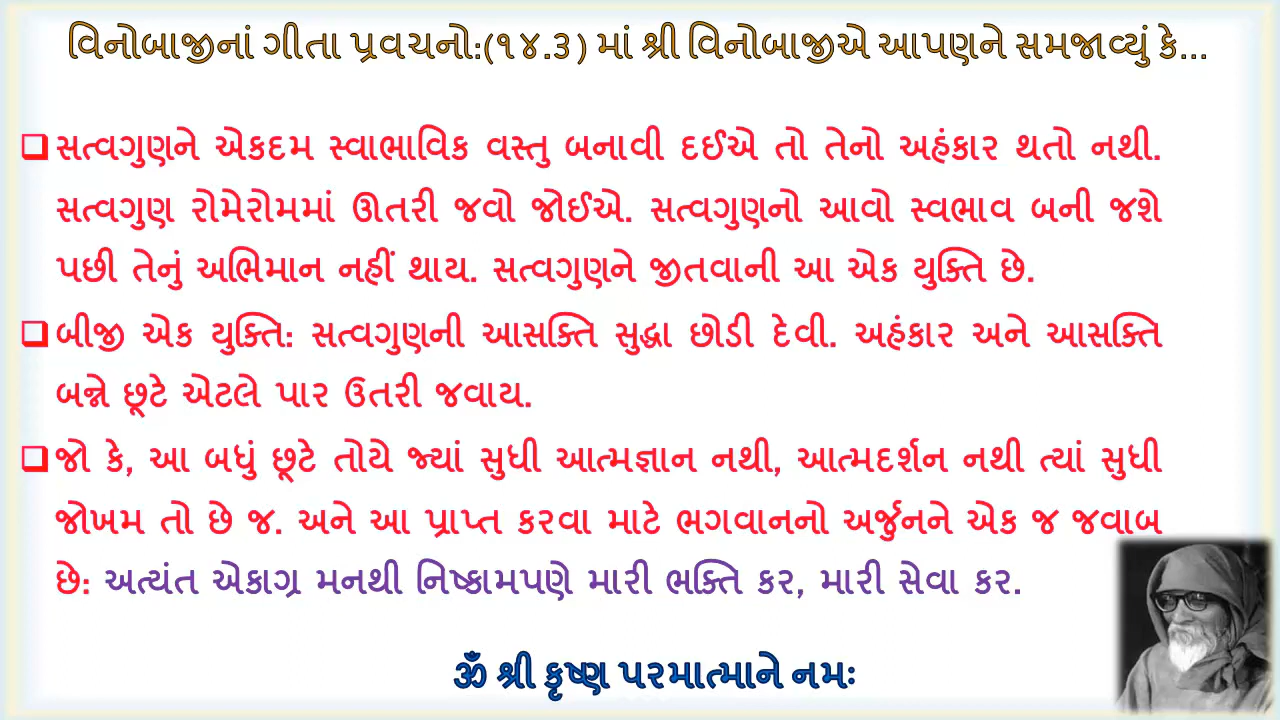 વિનોબાજીનાં ગીતા પ્રવચનો:(૧૪.૩) માં શ્રી વિનોબાજીએ આપણને સમજાવ્યું કે...
સત્વગુણને એકદમ સ્વાભાવિક વસ્તુ બનાવી દઈએ તો તેનો અહંકાર થતો નથી.
સત્વગુણ રોમેરોમમાં ઊતરી જવો જોઈએ. સત્વગુણનો આવો સ્વભાવ બની જશે
પછી તેનું અભિમાન નહીં થાય. સત્વગુણને જીતવાની આ એક યુક્તિ છે.
બીજી એક યુક્તિ: સત્વગુણની આસક્તિ સુદ્ધા છોડી દેવી. અહંકાર અને આસક્તિ
બન્ને છૂટે એટલે પાર ઉતરી જવાય.
જો કે, આ બધું છૂટે તોયે જ્યાં સુધી આત્મજ્ઞાન નથી, આત્મદર્શન નથી ત્યાં સુધી
જોખમ તો છે જ. અને આ પ્રાપ્ત કરવા માટે ભગવાનનો અર્જુનને એક જ જવાબ
છે: અત્યંત એકાગ્ર મનથી નિષ્કામપણે મારી ભક્તિ કર, મારી સેવા કર.
ૐ શ્રી કૃષ્ણ પરમાત્માને નમઃ